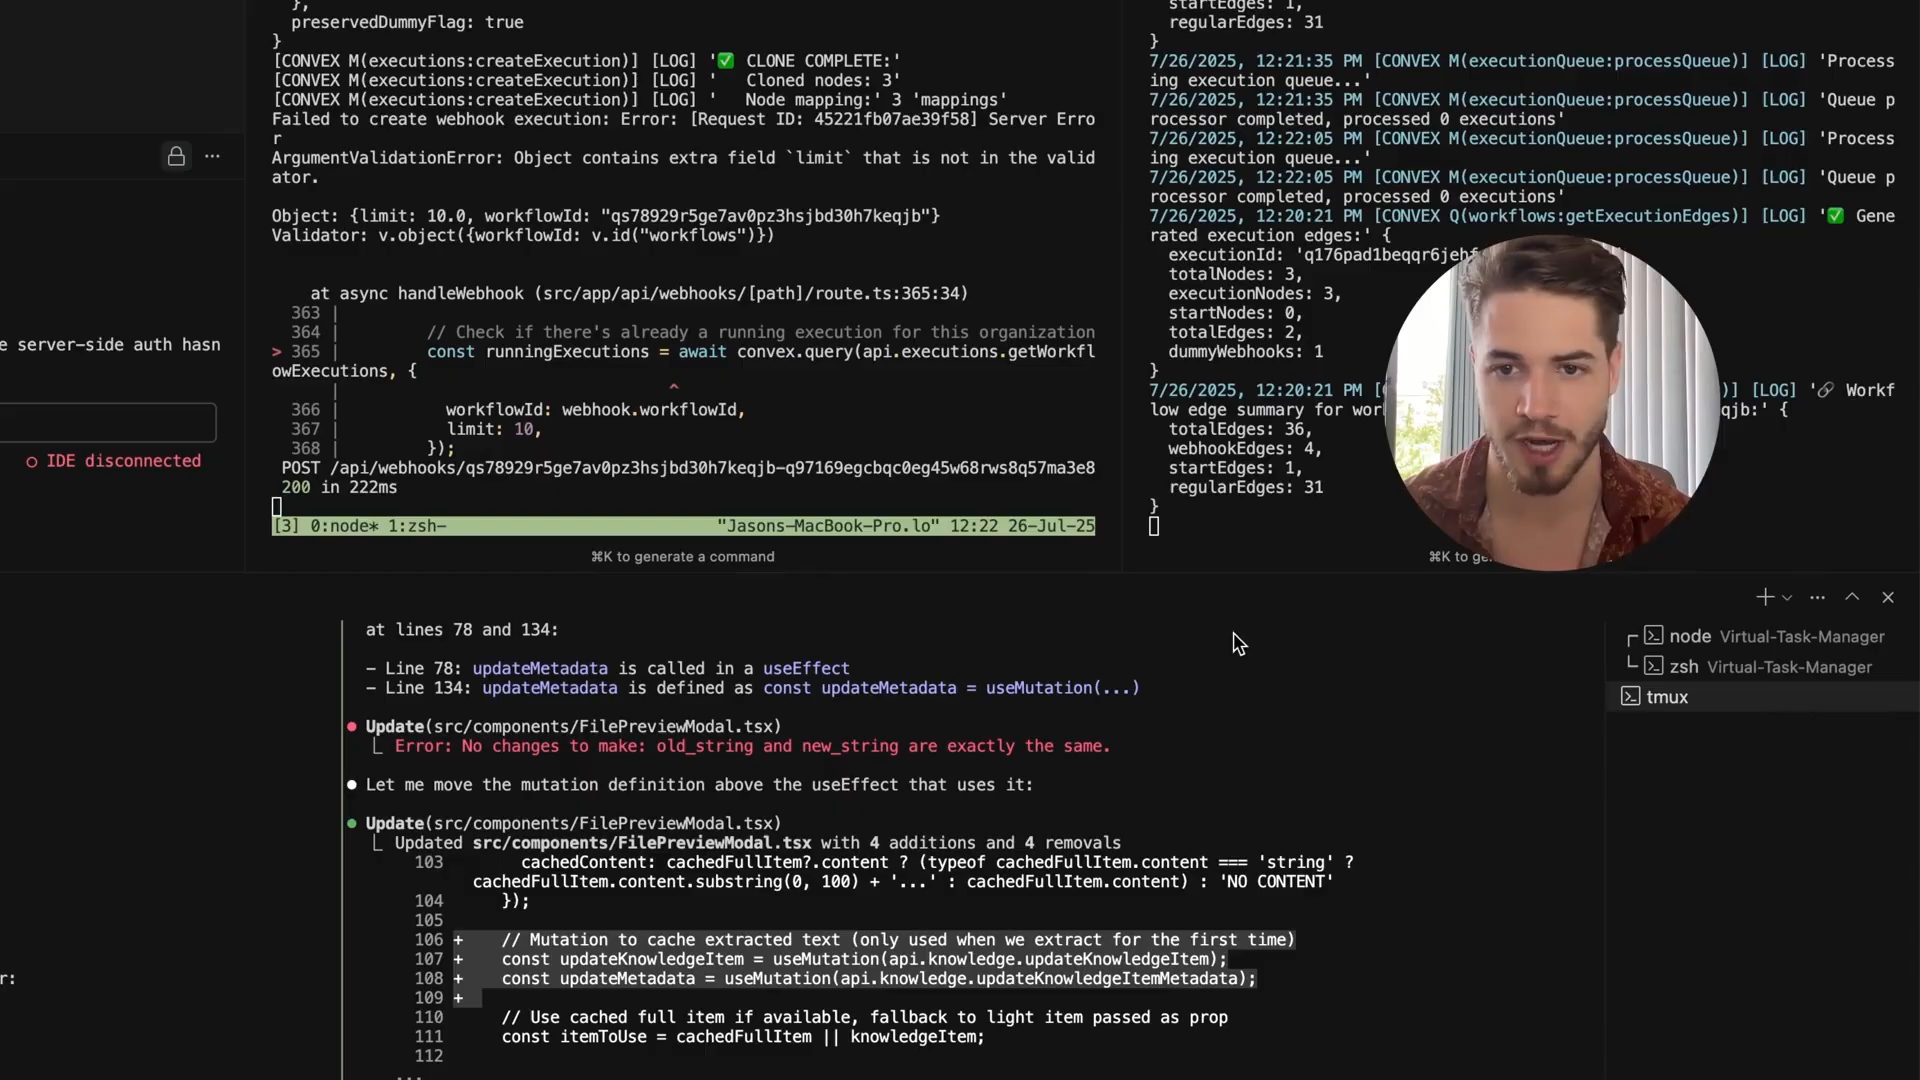 },
preservedDummyFlag: true
}
[CONVEX M(executions:createExecution)] [LOG] '✅ CLONE COMPLETE:'
[CONVEX M(executions:createExecution)] [LOG] '   Cloned nodes: 3'
[CONVEX M(executions:createExecution)] [LOG] '   Node mapping:' 3 'mappings'
Failed to create webhook execution: Error: [Request ID: 45221fb07ae39f58] Server Erro
r
ArgumentValidationError: Object contains extra field `limit` that is not in the valid
ator.
Object: {limit: 10.0, workflowId: "qs78929r5ge7av0pz3hsjbd30h7keqjb"}
Validator: v.object({workflowId: v.id("workflows")})
at async handleWebhook (src/app/api/webhooks/[path]/route.ts:365:34)
363 |
364 |         // Check if there's already a running execution for this organization
> 365 |         const runningExecutions = await convex.query(api.executions.getWorkfl
owExecutions, {
|                                   ^
366 |           workflowId: webhook.workflowId,
367 |           limit: 10,
368 |         });
POST /api/webhooks/qs78929r5ge7av0pz3hsjbd30h7keqjb-q97169egcbqc0eg45w68rws8q57ma3e8
200 in 222ms
[3] 0:node* 1:zsh-    "Jasons-MacBook-Pro.lo" 12:22 26-Jul-25
⌘K to generate a command
startEdges: 1,
regularEdges: 31
}
7/26/2025, 12:21:35 PM [CONVEX M(executionQueue:processQueue)] [LOG] 'Process
ing execution queue...'
7/26/2025, 12:21:35 PM [CONVEX M(executionQueue:processQueue)] [LOG] 'Queue p
rocessor completed, processed 0 executions'
7/26/2025, 12:22:05 PM [CONVEX M(executionQueue:processQueue)] [LOG] 'Process
ing execution queue...'
7/26/2025, 12:22:05 PM [CONVEX M(executionQueue:processQueue)] [LOG] 'Queue p
rocessor completed, processed 0 executions'
7/26/2025, 12:20:21 PM [CONVEX Q(workflows:getExecutionEdges)] [LOG] '✅ Gene
rated execution edges:' {
executionId: 'q176pad1beqqr6jehf
totalNodes: 3,
executionNodes: 3,
startNodes: 0,
totalEdges: 2,
dummyWebhooks: 1
}
7/26/2025, 12:20:21 PM )] [LOG] '🔗 Workf
low edge summary for wor qjb:' {
totalEdges: 36,
webhookEdges: 4,
startEdges: 1,
regularEdges: 31
}
⌘K to ge
e server-side auth hasn
○ IDE disconnected
r:
at lines 78 and 134:
- Line 78: updateMetadata is called in a useEffect
- Line 134: updateMetadata is defined as const updateMetadata = useMutation(...)
● Update(src/components/FilePreviewModal.tsx)
⎿ Error: No changes to make: old_string and new_string are exactly the same.
● Let me move the mutation definition above the useEffect that uses it:
● Update(src/components/FilePreviewModal.tsx)
⎿ Updated src/components/FilePreviewModal.tsx with 4 additions and 4 removals
103        cachedContent: cachedFullItem?.content ? (typeof cachedFullItem.content === 'string' ?
cachedFullItem.content.substring(0, 100) + '...' : cachedFullItem.content) : 'NO CONTENT'
104      });
105
106 +    // Mutation to cache extracted text (only used when we extract for the first time)
107 +    const updateKnowledgeItem = useMutation(api.knowledge.updateKnowledgeItem);
108 +    const updateMetadata = useMutation(api.knowledge.updateKnowledgeItemMetadata);
109 +
110      // Use cached full item if available, fallback to light item passed as prop
111      const itemToUse = cachedFullItem || knowledgeItem;
112
...
node Virtual-Task-Manager
zsh Virtual-Task-Manager
tmux